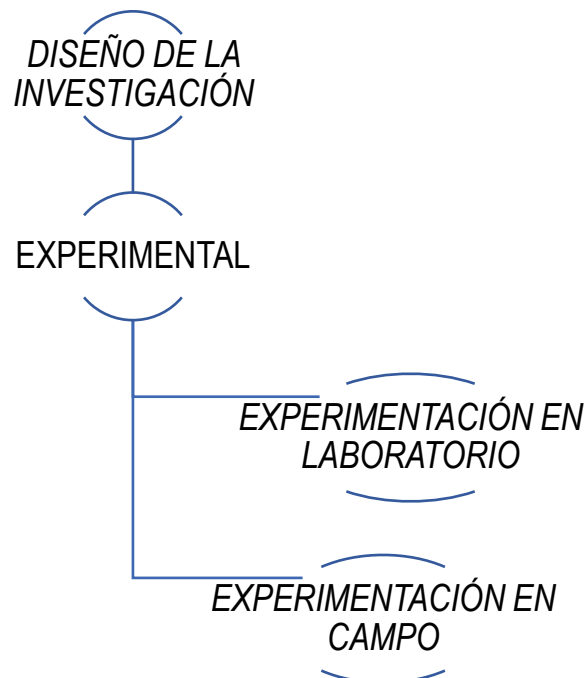 DISEÑO DE LA
INVESTIGACIÓN
EXPERIMENTAL
EXPERIMENTACIÓN EN
LABORATORIO
EXPERIMENTACIÓN EN
CAMPO